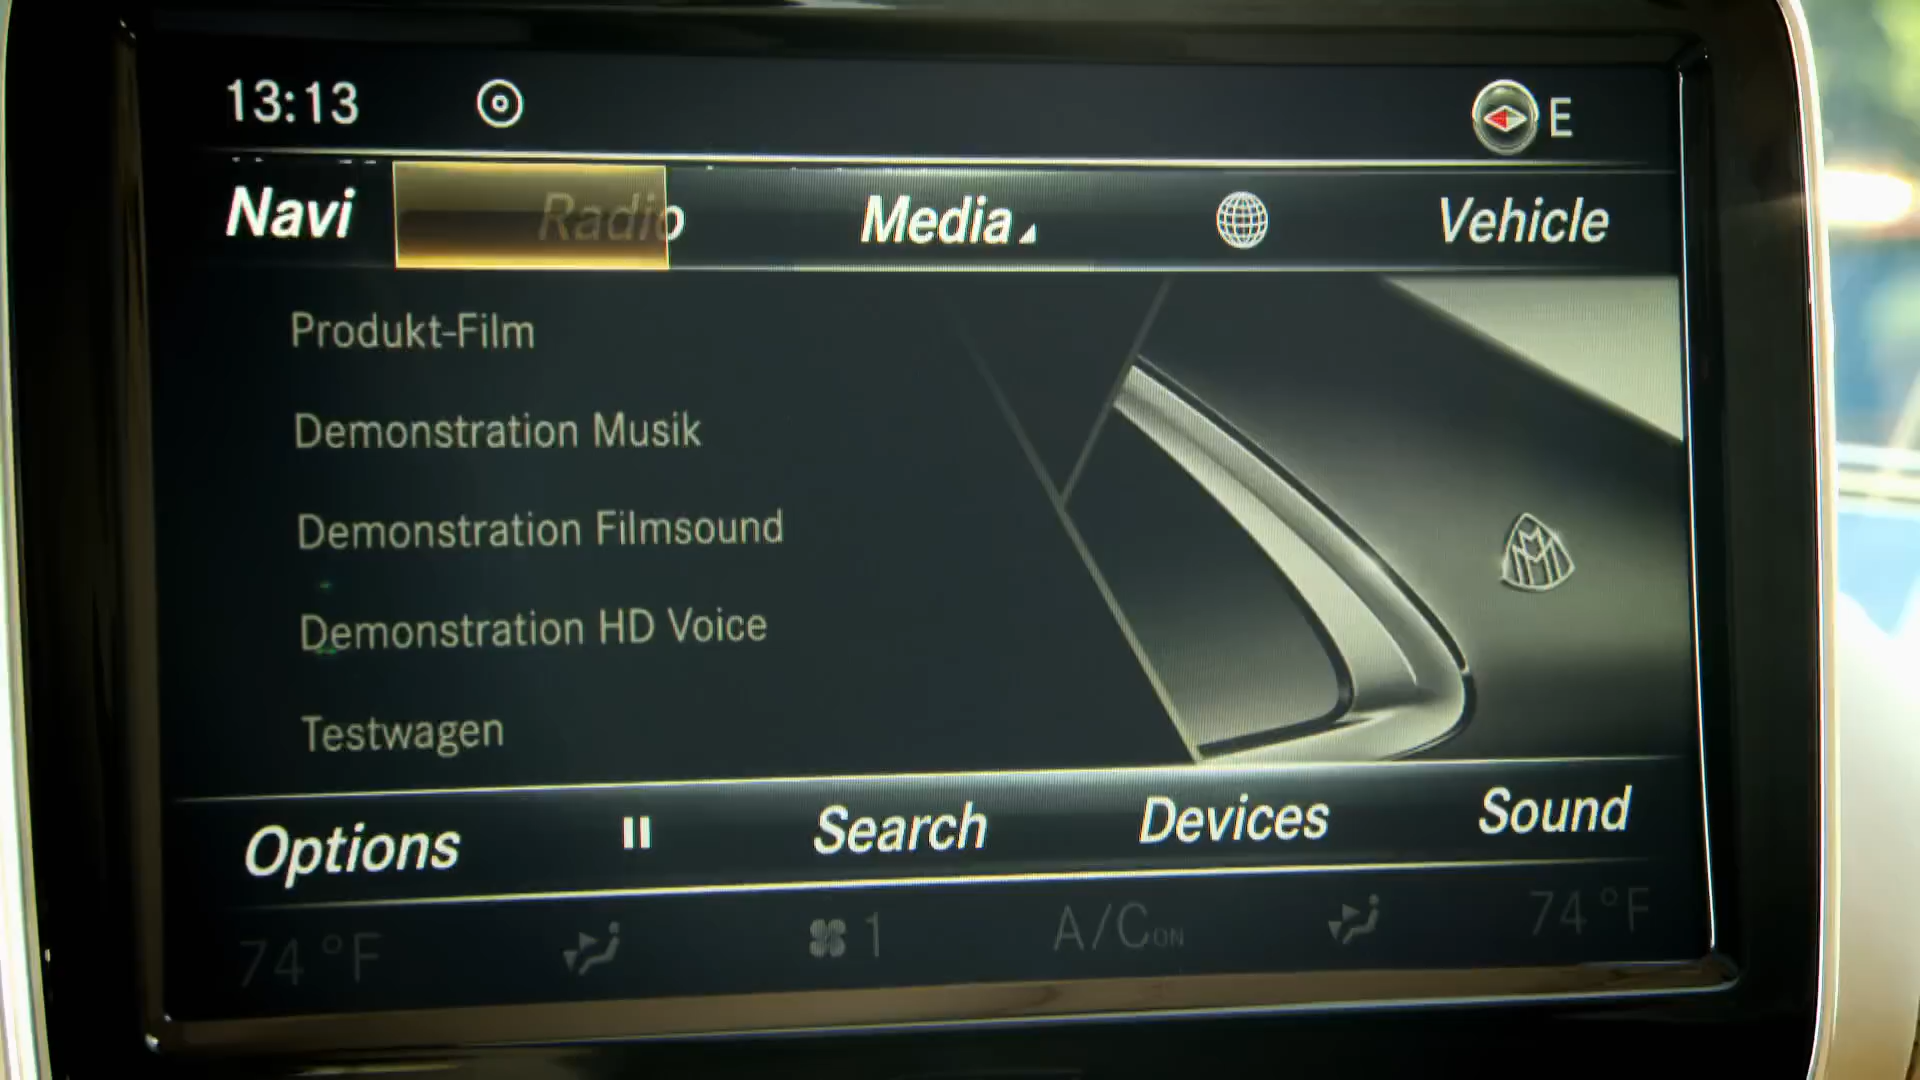 13:13 E
Navi Radio Media Vehicle
Produkt-Film
Demonstration Musik
Demonstration Filmsound
Demonstration HD Voice
Testwagen
Options Search Devices Sound
74 °F 1 A/C ON 74 °F